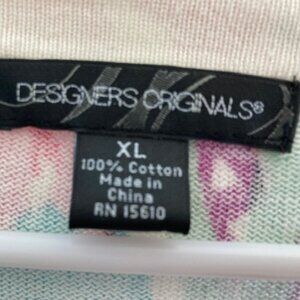 DESIGNERS ORIGINALS®
XL
100% Cotton
Made in
China
RN 15610